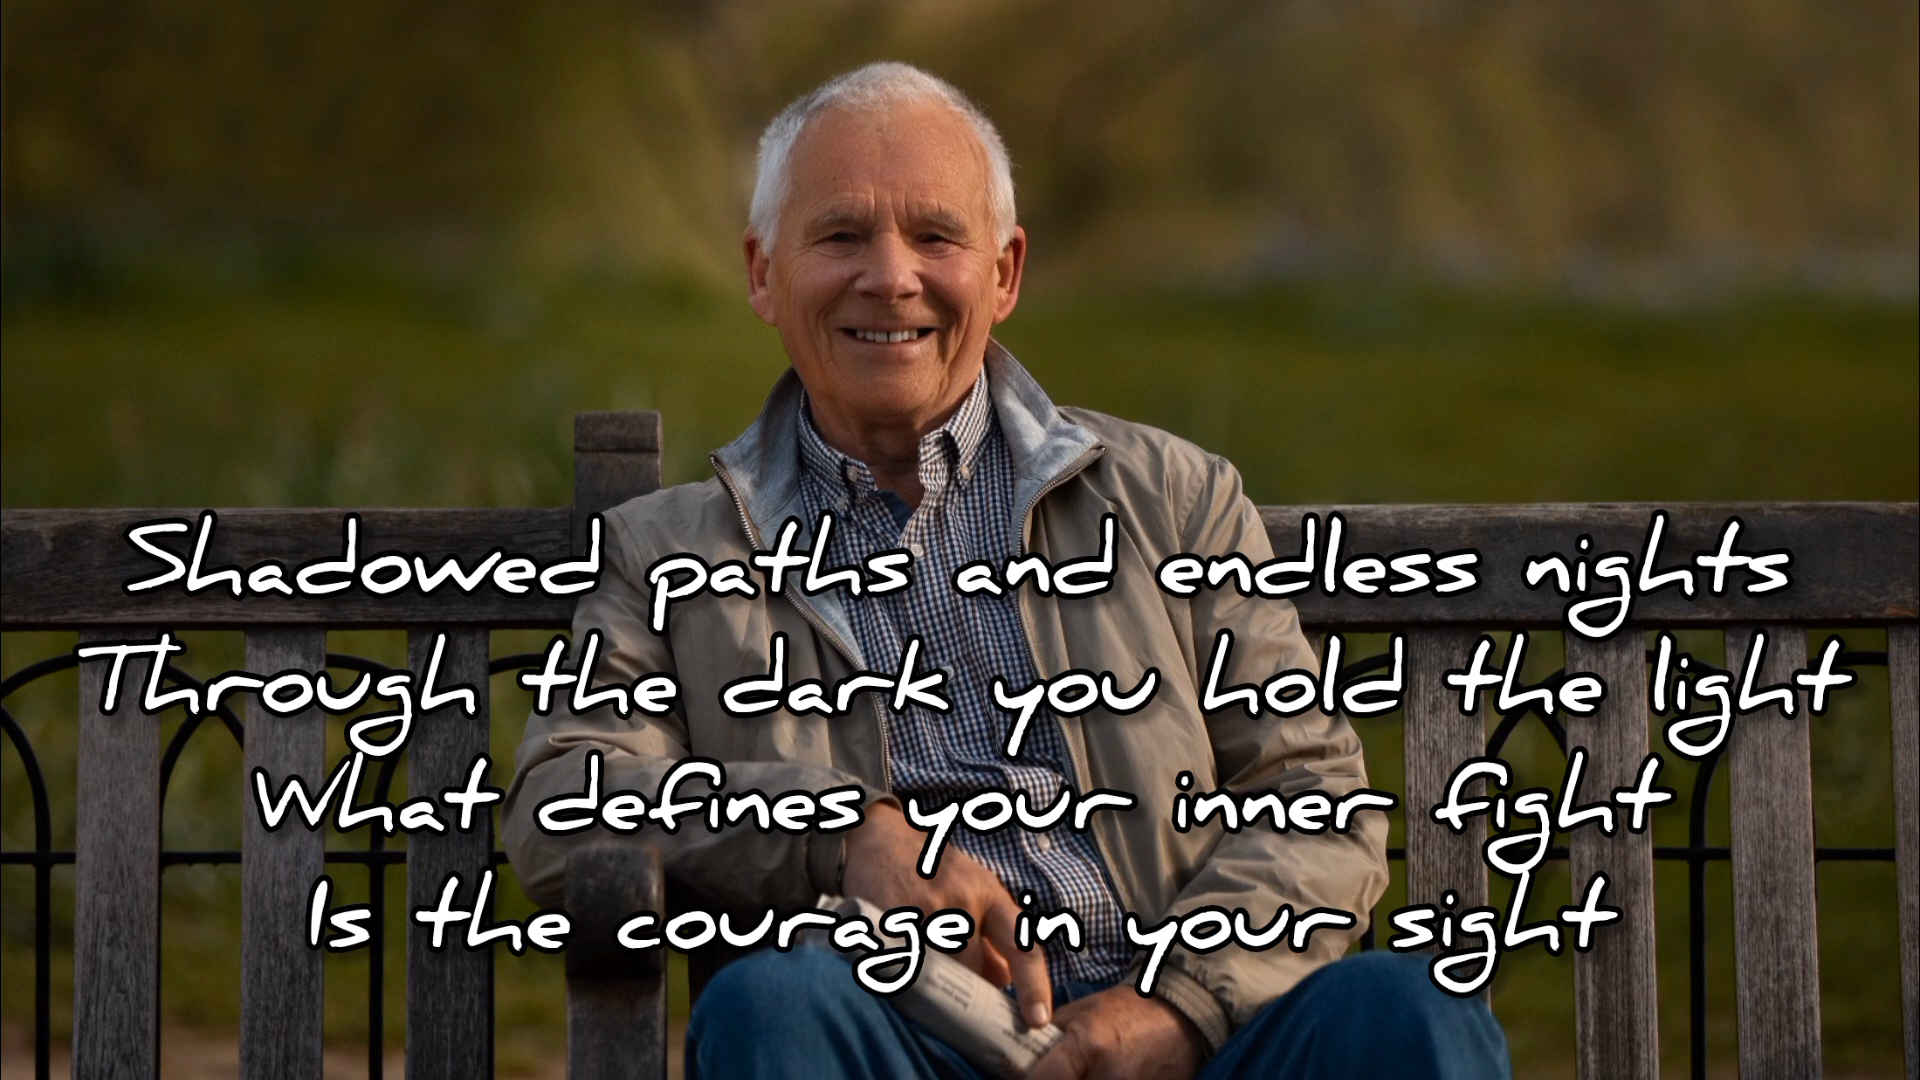 Shadowed paths and endless nights
Through the dark you hold the light
What defines your inner fight
Is the courage in your sight